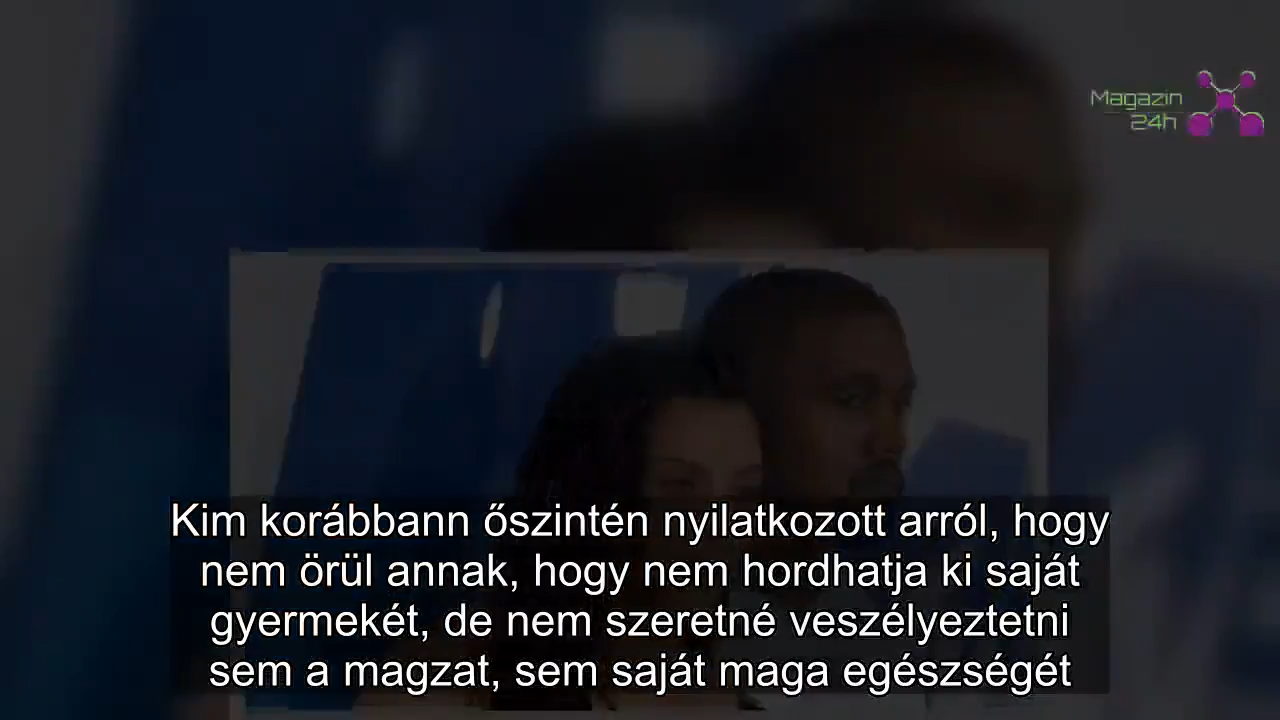 Magazin
24h
Kim korábbann őszintén nyilatkozott arról, hogy
nem örül annak, hogy nem hordhatja ki saját
gyermekét, de nem szeretné veszélyeztetni
sem a magzat, sem saját maga egészségét